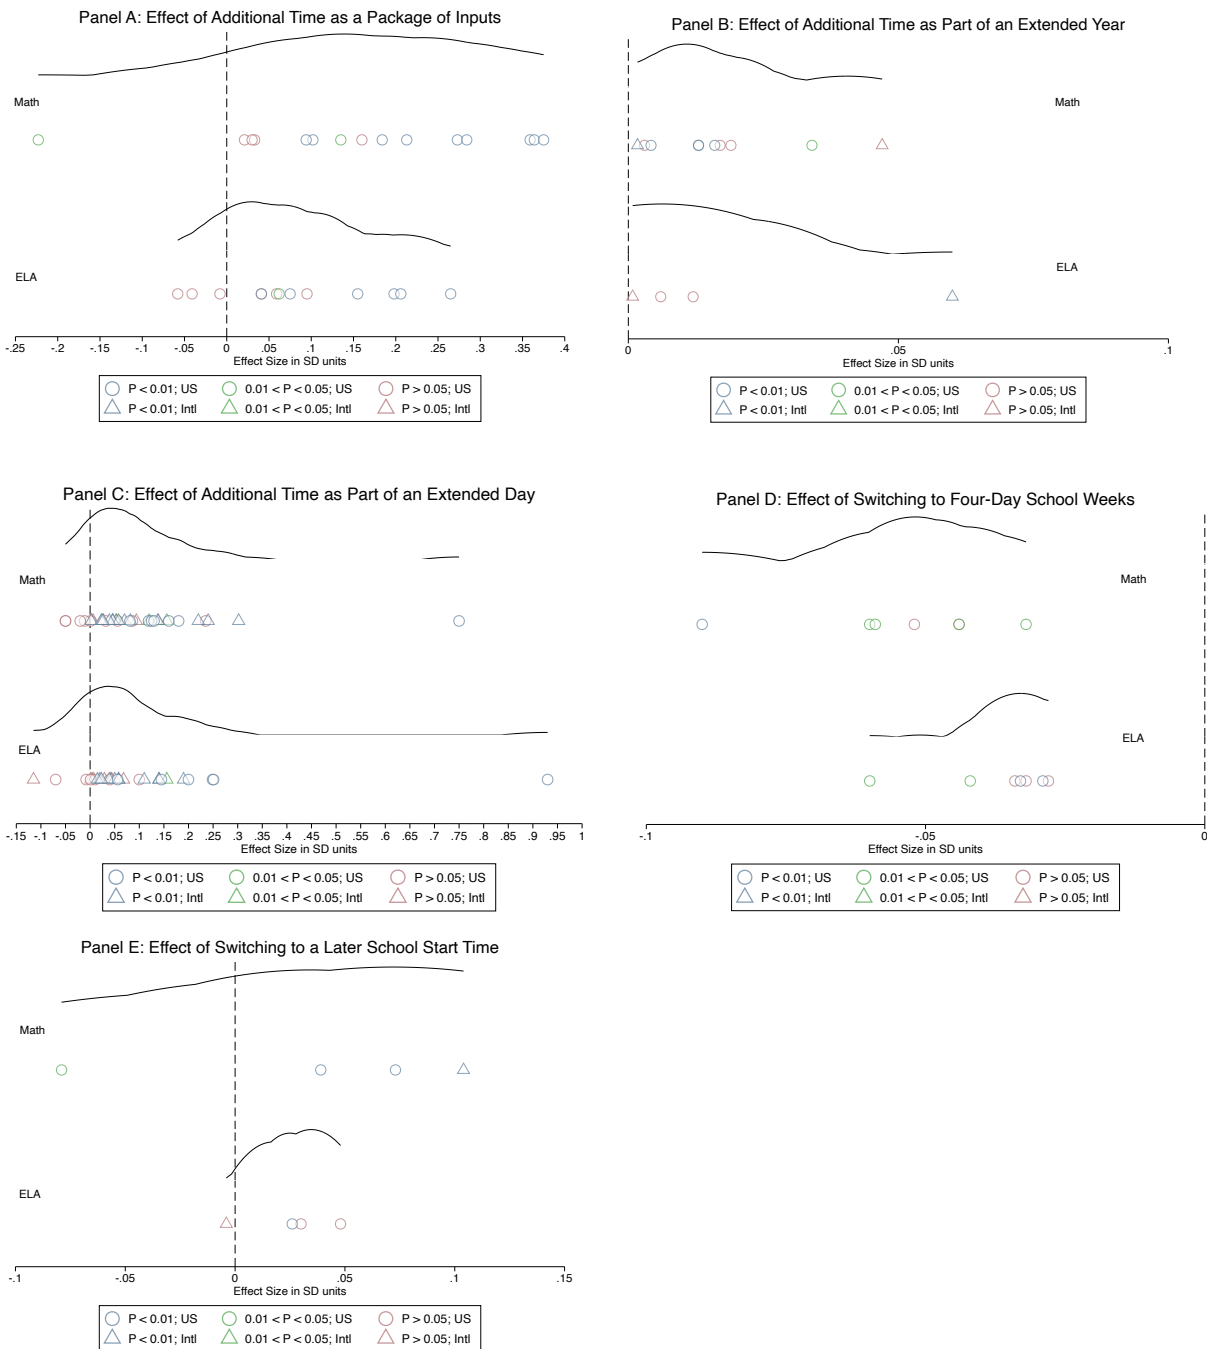 Panel A: Effect of Additional Time as a Package of Inputs
Math
ELA
-.25 -.2 -.15 -.1 -.05 0 .05 .1 .15 .2 .25 .3 .35 .4
Effect Size in SD units
P < 0.01; US 0.01 < P < 0.05; US P > 0.05; US
P < 0.01; Intl 0.01 < P < 0.05; Intl P > 0.05; Intl
Panel B: Effect of Additional Time as Part of an Extended Year
Math
ELA
0 .05 .1
Effect Size in SD units
P < 0.01; US 0.01 < P < 0.05; US P > 0.05; US
P < 0.01; Intl 0.01 < P < 0.05; Intl P > 0.05; Intl
Panel C: Effect of Additional Time as Part of an Extended Day
Math
ELA
-.15 -.1 -.05 0 .05 .1 .15 .2 .25 .3 .35 .4 .45 .5 .55 .6 .65 .7 .75 .8 .85 .9 .95 1
Effect Size in SD units
P < 0.01; US 0.01 < P < 0.05; US P > 0.05; US
P < 0.01; Intl 0.01 < P < 0.05; Intl P > 0.05; Intl
Panel D: Effect of Switching to Four-Day School Weeks
Math
ELA
-.1 -.05 0
Effect Size in SD units
P < 0.01; US 0.01 < P < 0.05; US P > 0.05; US
P < 0.01; Intl 0.01 < P < 0.05; Intl P > 0.05; Intl
Panel E: Effect of Switching to a Later School Start Time
Math
ELA
-.1 -.05 0 .05 .1 .15
Effect Size in SD units
P < 0.01; US 0.01 < P < 0.05; US P > 0.05; US
P < 0.01; Intl 0.01 < P < 0.05; Intl P > 0.05; Intl